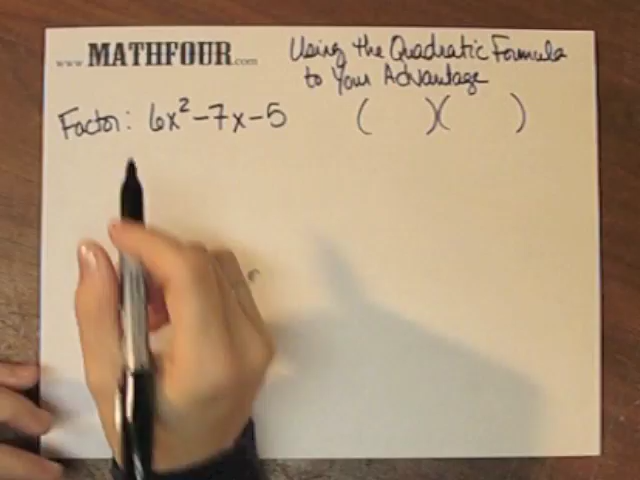 www.MATHFOUR.com
Using the Quadratic Formula
to Your Advantage
Factor: 6x² - 7x - 5 ( )( )